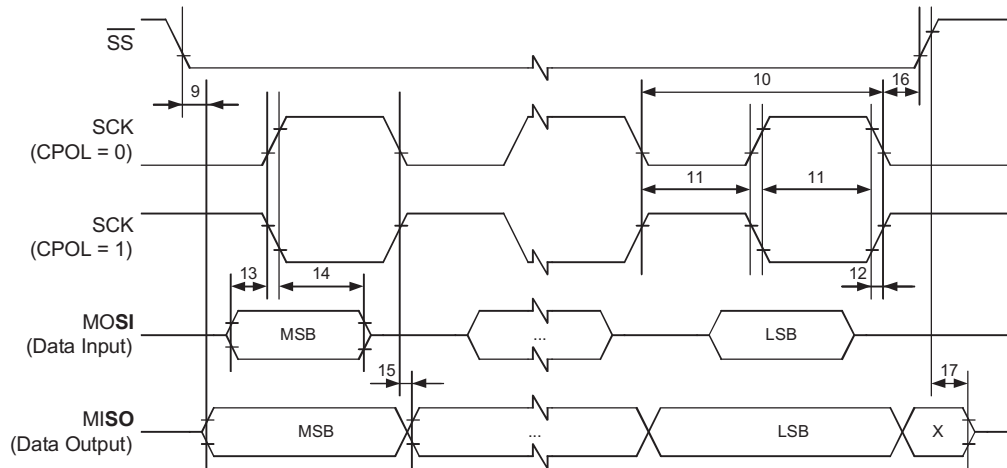 SS
10
16
9
SCK
(CPOL = 0)
11
11
SCK
(CPOL = 1)
13
14
12
MOSI
(Data Input)
MSB
...
LSB
15
17
MISO
(Data Output)
MSB
...
LSB
X